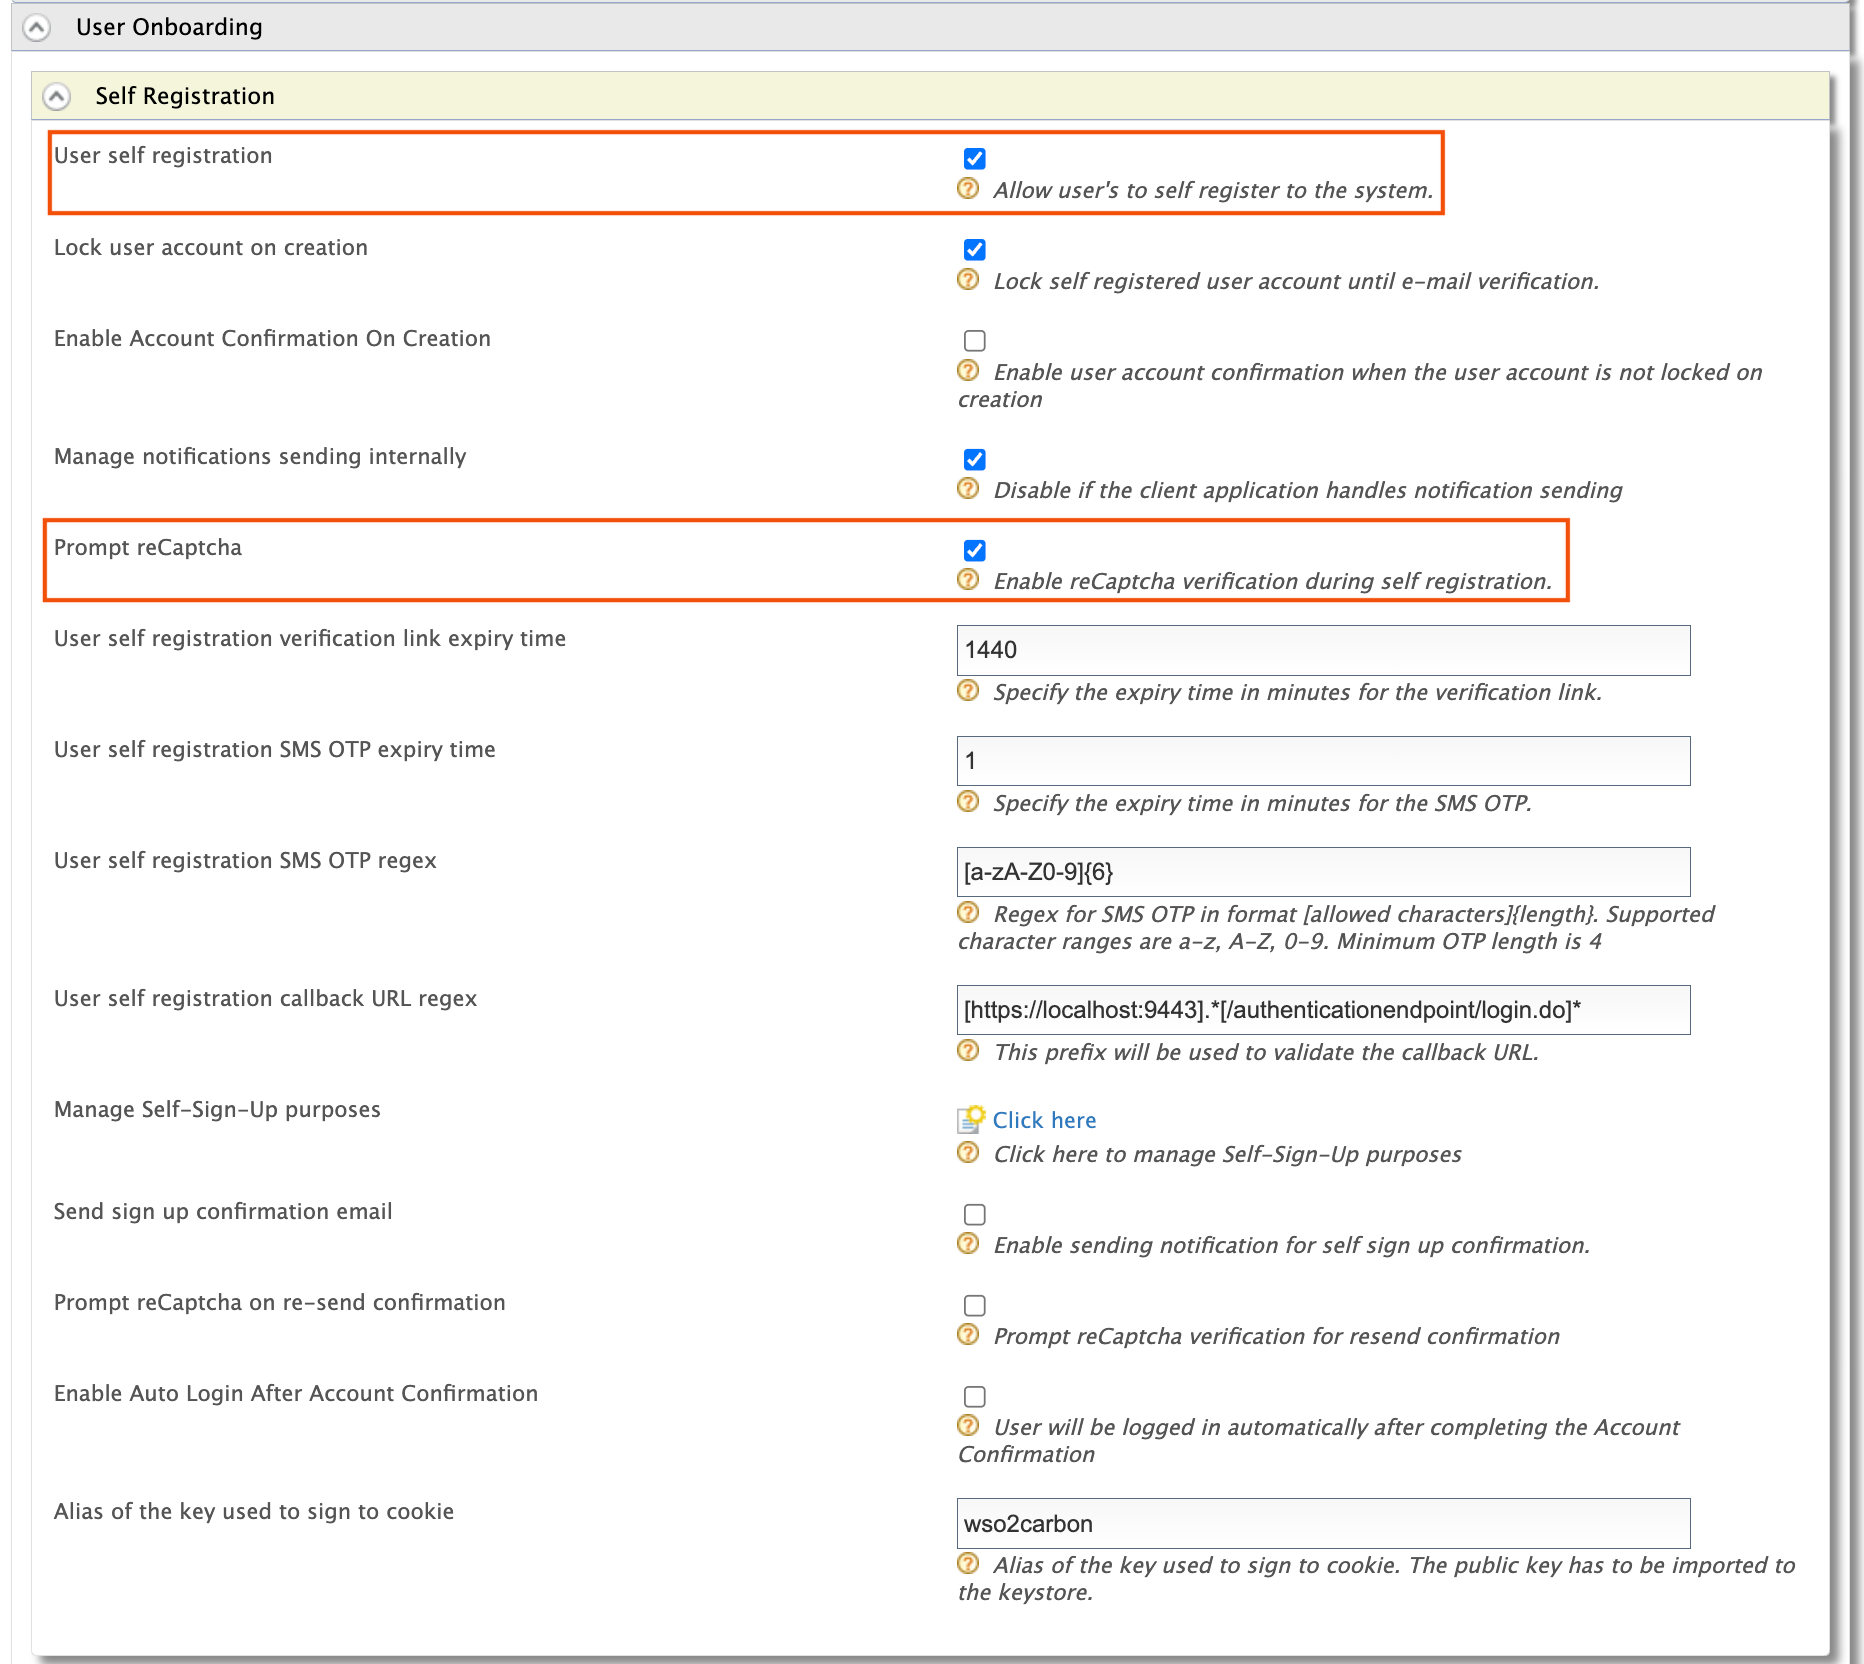 User Onboarding
Self Registration
User self registration
Allow user's to self register to the system.
Lock user account on creation
Lock self registered user account until e-mail verification.
Enable Account Confirmation On Creation
Enable user account confirmation when the user account is not locked on
creation
Manage notifications sending internally
Disable if the client application handles notification sending
Prompt reCaptcha
Enable reCaptcha verification during self registration.
User self registration verification link expiry time
1440
Specify the expiry time in minutes for the verification link.
User self registration SMS OTP expiry time
1
Specify the expiry time in minutes for the SMS OTP.
User self registration SMS OTP regex
[a-zA-Z0-9]{6}
Regex for SMS OTP in format [allowed characters]{length}. Supported
character ranges are a-z, A-Z, 0-9. Minimum OTP length is 4
User self registration callback URL regex
[https://localhost:9443].*[/authenticationendpoint/login.do]*
This prefix will be used to validate the callback URL.
Manage Self-Sign-Up purposes
Click here
Click here to manage Self-Sign-Up purposes
Send sign up confirmation email
Enable sending notification for self sign up confirmation.
Prompt reCaptcha on re-send confirmation
Prompt reCaptcha verification for resend confirmation
Enable Auto Login After Account Confirmation
User will be logged in automatically after completing the Account
Confirmation
Alias of the key used to sign to cookie
wso2carbon
Alias of the key used to sign to cookie. The public key has to be imported to
the keystore.